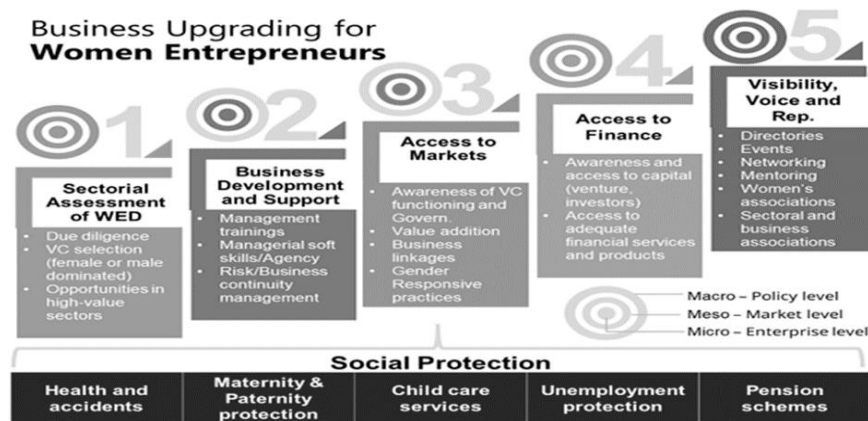 Business Upgrading for
Women Entrepreneurs
1
Sectorial
Assessment
of WED
• Due diligence
• VC selection
(female or male
dominated)
• Opportunities in
high-value
sectors
2
Business
Development
and Support
• Management
trainings
• Managerial soft
skills/Agency
• Risk/Business
continuity
management
3
Access to
Markets
• Awareness of VC
functioning and
Govern.
• Value addition
• Business
linkages
• Gender
Responsive
practices
4
Access to
Finance
• Awareness and
access to capital
(venture,
investors)
• Access to
adequate
financial services
and products
5
Visibility,
Voice and
Rep.
• Directories
• Events
• Networking
• Mentoring
• Women's
associations
• Sectoral and
business
associations
Macro – Policy level
Meso – Market level
Micro – Enterprise level
Social Protection
Health and
accidents
Maternity &
Paternity
protection
Child care
services
Unemployment
protection
Pension
schemes